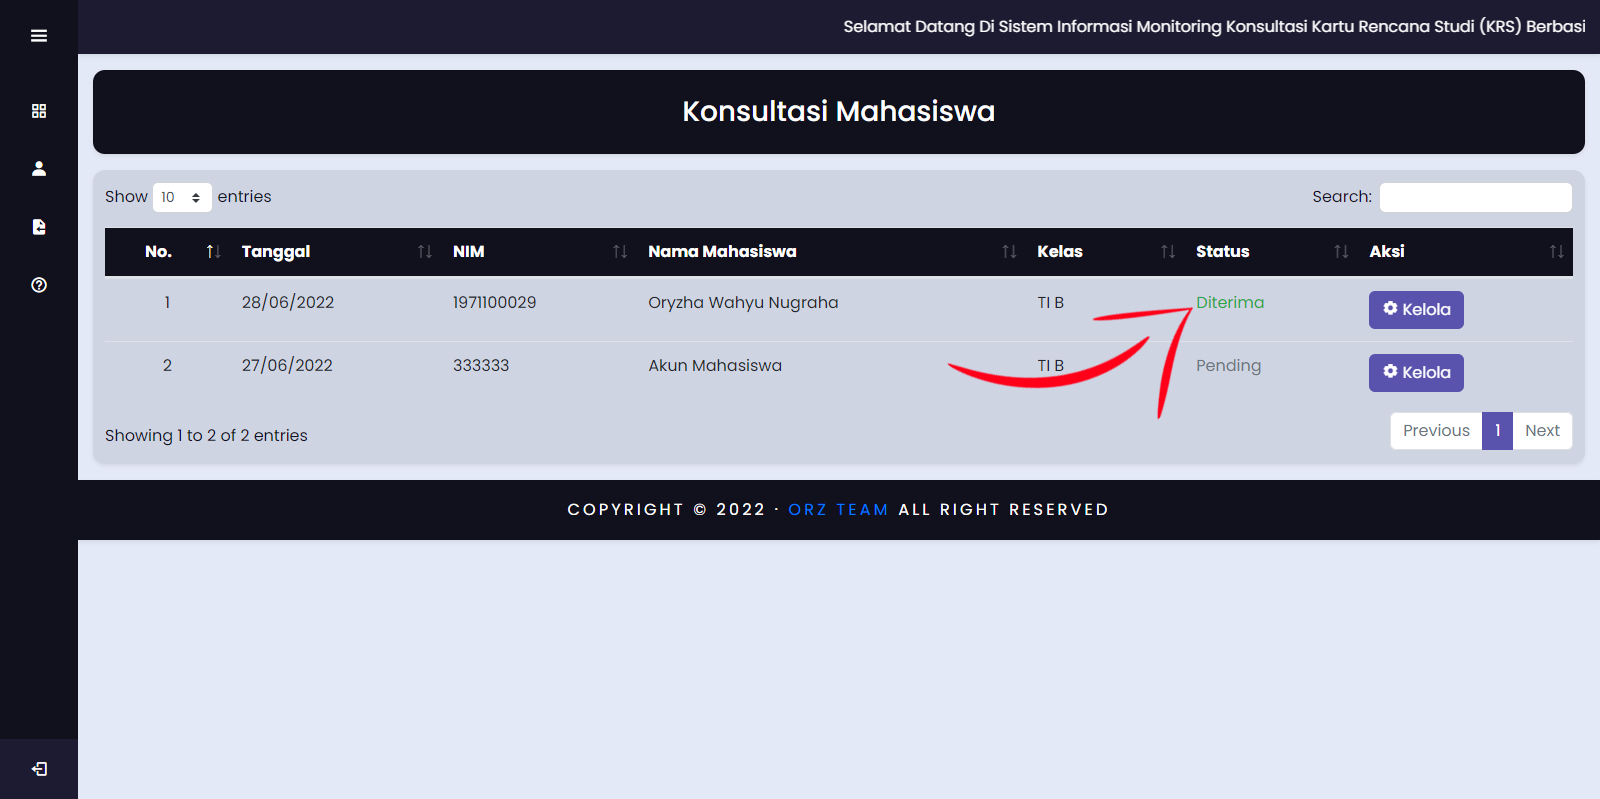 Selamat Datang Di Sistem Informasi Monitoring Konsultasi Kartu Rencana Studi (KRS) Berbasi
Konsultasi Mahasiswa
Show 10 entries Search:
No. Tanggal NIM Nama Mahasiswa Kelas Status Aksi
1 28/06/2022 1971100029 Oryzha Wahyu Nugraha TI B Diterima Kelola
2 27/06/2022 333333 Akun Mahasiswa TI B Pending Kelola
Showing 1 to 2 of 2 entries Previous 1 Next
COPYRIGHT © 2022 · ORZ TEAM ALL RIGHT RESERVED